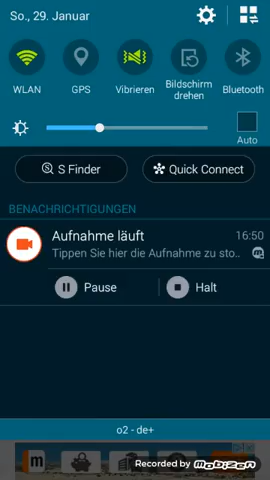 So., 29. Januar
WLAN
GPS
Vibrieren
Bildschirm
drehen
Bluetooth
Auto
S Finder
Quick Connect
BENACHRICHTIGUNGEN
Aufnahme läuft
16:50
Tippen Sie hier die Aufnahme zu sto..
Pause
Halt
o2 - de+
m
Recorded by Mobizen